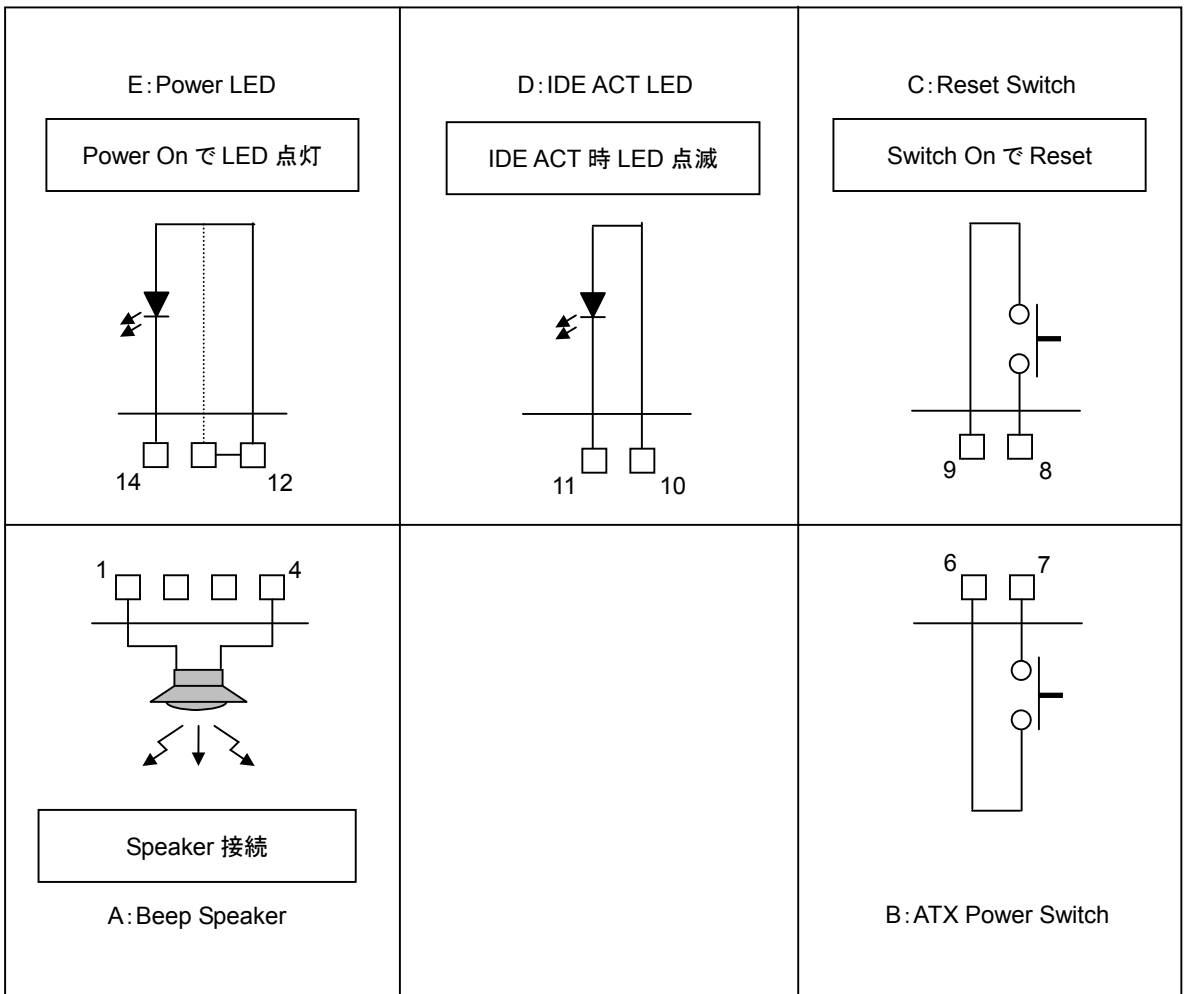 E:Power LED
Power On で LED 点灯
14
12
D:IDE ACT LED
IDE ACT 時 LED 点滅
11
10
C:Reset Switch
Switch On で Reset
9
8
1
4
Speaker 接続
A:Beep Speaker
6
7
B:ATX Power Switch